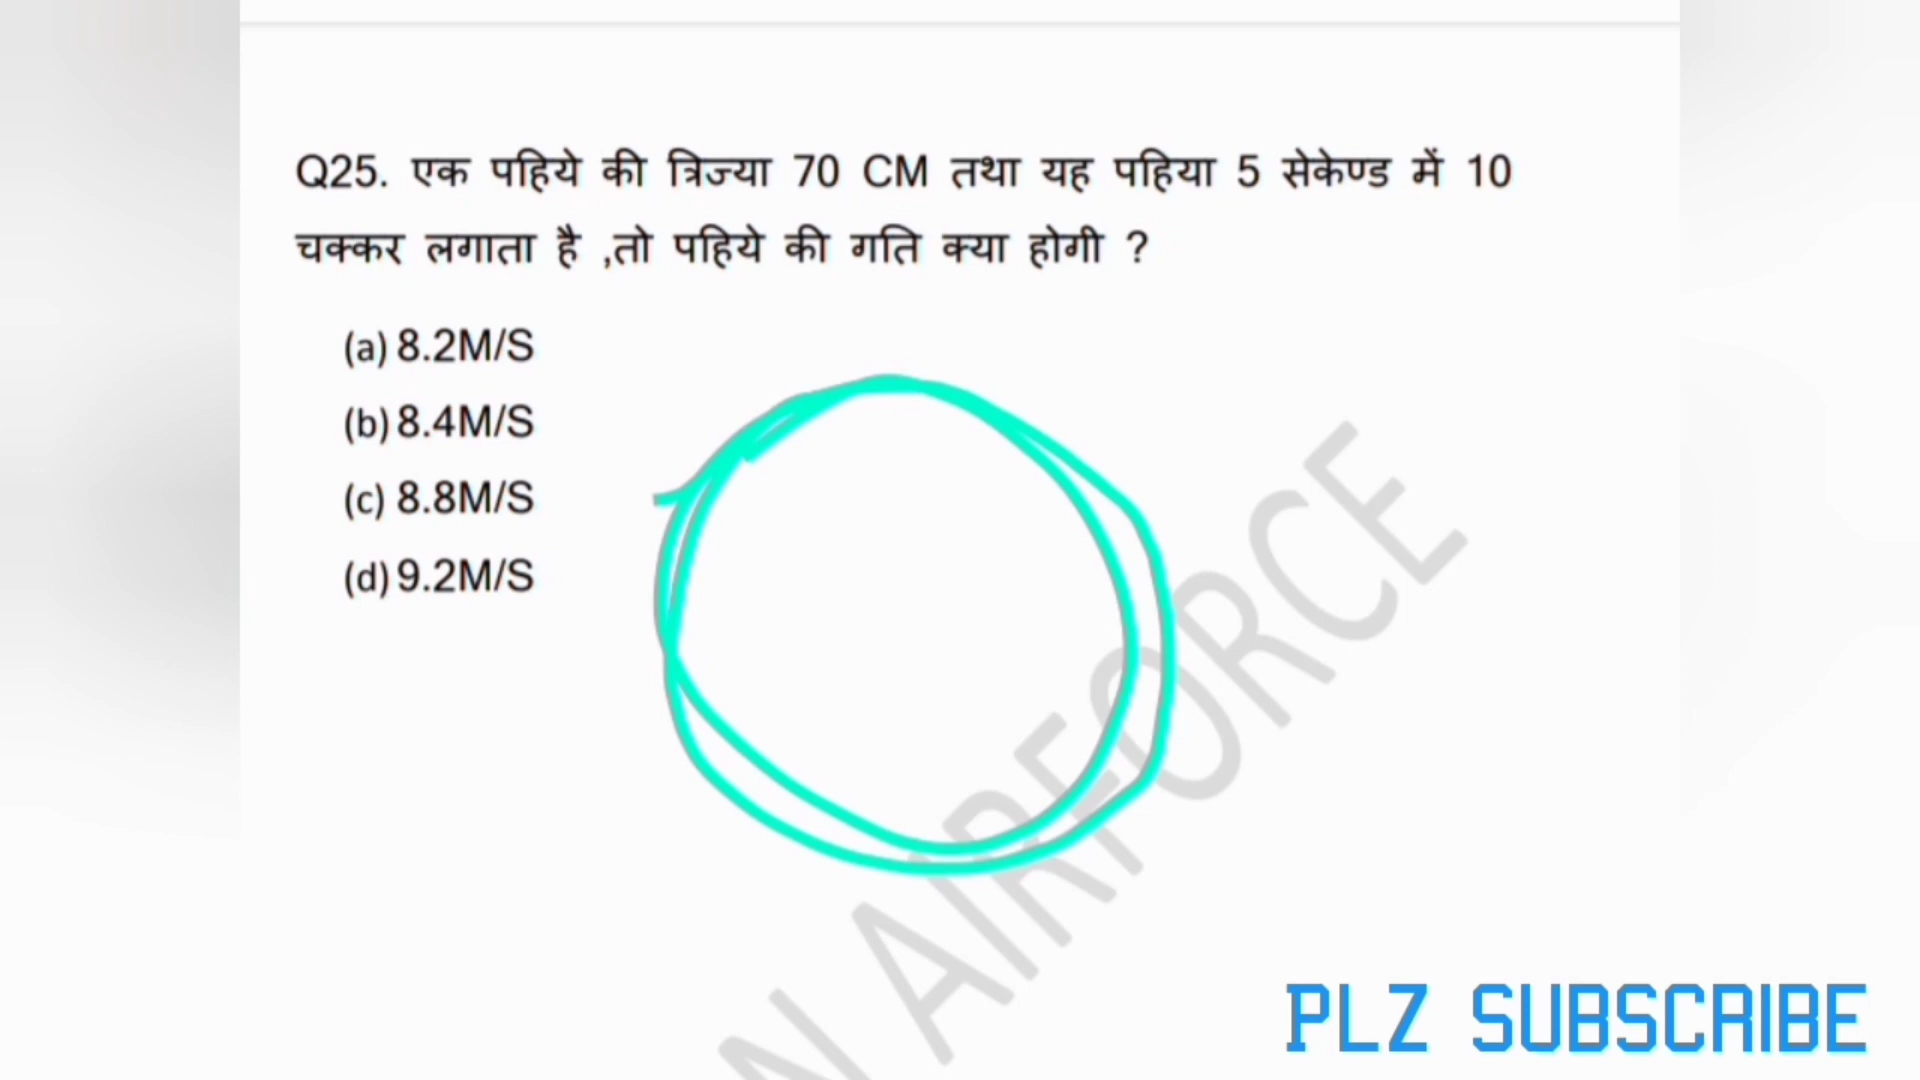 Q25. एक पहिये की त्रिज्या 70 CM तथा यह पहिया 5 सेकेण्ड में 10
चक्कर लगाता है ,तो पहिये की गति क्या होगी ?
(a) 8.2M/S
(b) 8.4M/S
(c) 8.8M/S
(d) 9.2M/S
N AIRFORCE
PLZ SUBSCRIBE